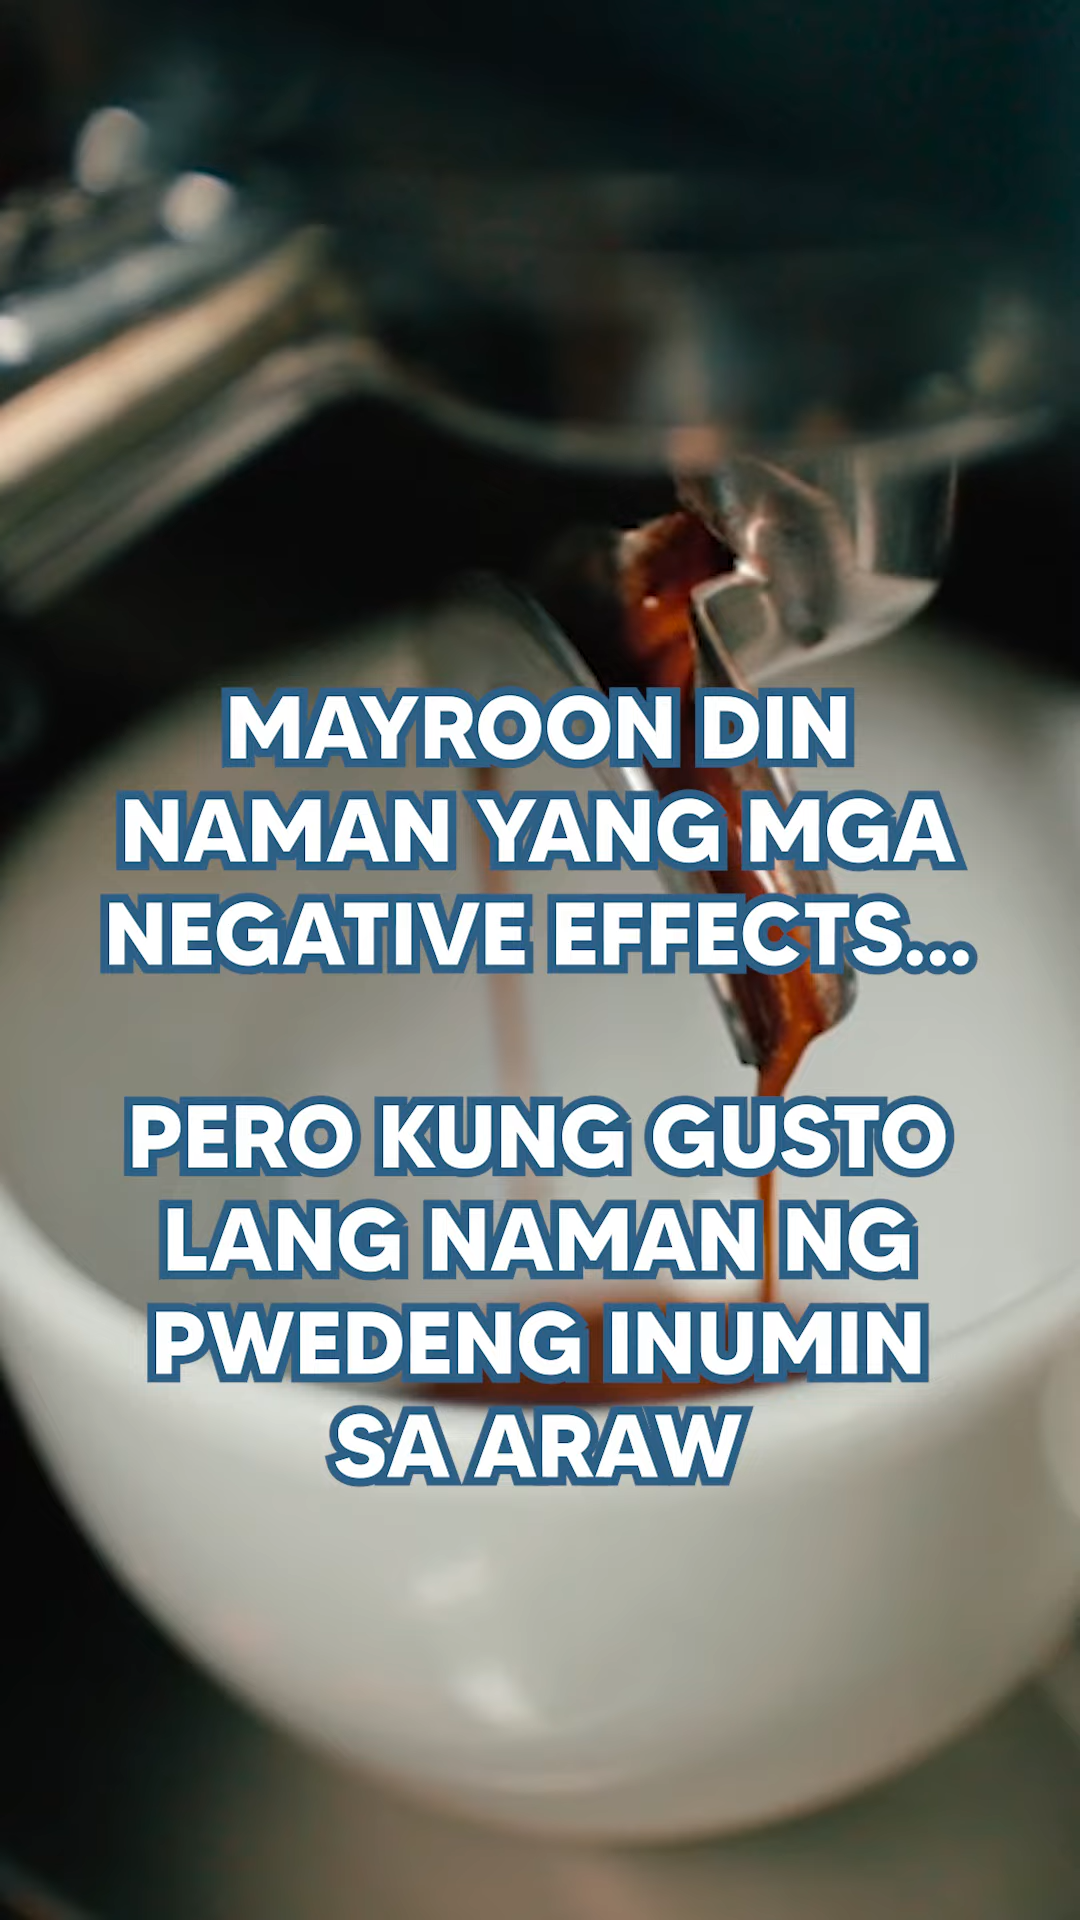 MAYROON DIN
NAMAN YANG MGA
NEGATIVE EFFECTS...
PERO KUNG GUSTO
LANG NAMAN NG
PWEDENG INUMIN
SA ARAW